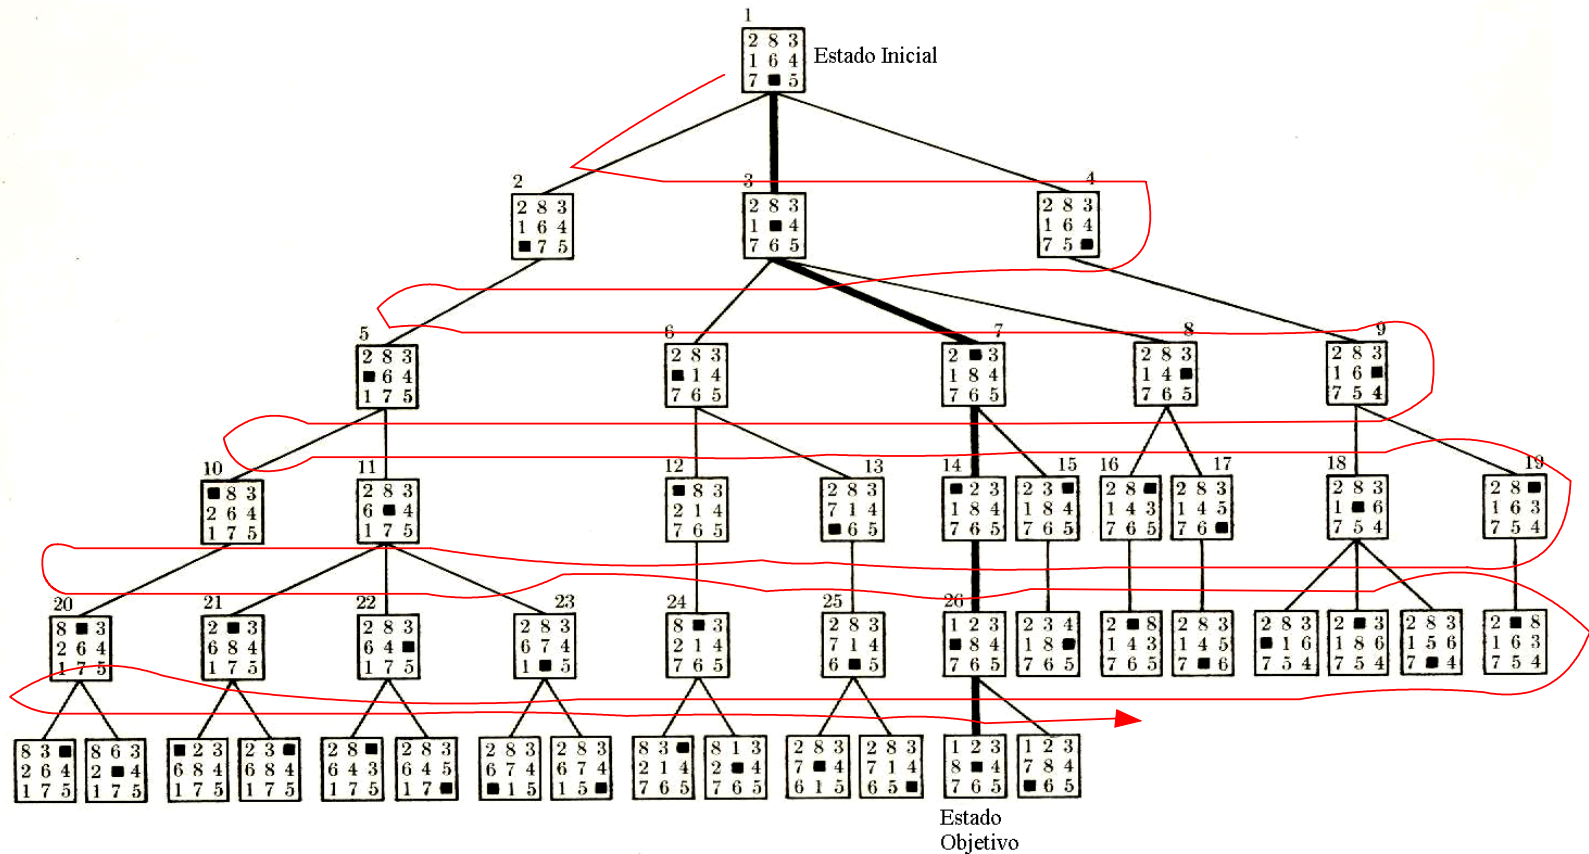 1
2 8 3
1 6 4
7 ■ 5
Estado Inicial
2
2 8 3
1 6 4
■ 7 5
3
2 8 3
1 ■ 4
7 6 5
4
2 8 3
1 6 4
7 5 ■
5
2 8 3
■ 6 4
1 7 5
6
2 8 3
■ 1 4
7 6 5
7
2 ■ 3
1 8 4
7 6 5
8
2 8 3
1 4 ■
7 6 5
9
2 8 3
1 6 ■
7 5 4
10
■ 8 3
2 6 4
1 7 5
11
2 8 3
6 ■ 4
1 7 5
12
■ 8 3
2 1 4
7 6 5
13
2 8 3
7 1 4
■ 6 5
14
■ 2 3
1 8 4
7 6 5
15
2 3 ■
1 8 4
7 6 5
16
2 8 ■
1 4 3
7 6 5
17
2 8 3
1 4 5
7 6 ■
18
2 8 3
1 ■ 6
7 5 4
19
2 8 ■
1 6 3
7 5 4
20
8 ■ 3
2 6 4
1 7 5
21
2 ■ 3
6 8 4
1 7 5
22
2 8 3
6 4 ■
1 7 5
23
2 8 3
6 7 4
1 ■ 5
24
8 ■ 3
2 1 4
7 6 5
25
2 8 3
7 1 4
6 ■ 5
26
1 2 3
■ 8 4
7 6 5
2 3 4
1 8 ■
7 6 5
2 ■ 8
1 4 3
7 6 5
2 8 3
1 4 5
7 ■ 6
2 8 3
■ 1 6
7 5 4
2 ■ 3
1 8 6
7 5 4
2 8 3
1 5 6
7 ■ 4
2 ■ 8
1 6 3
7 5 4
8 3 ■
2 6 4
1 7 5
8 6 3
2 ■ 4
1 7 5
■ 2 3
6 8 4
1 7 5
2 3 ■
6 8 4
1 7 5
2 8 ■
6 4 3
1 7 5
2 8 3
6 4 5
1 7 ■
2 8 3
6 7 4
■ 1 5
2 8 3
6 7 4
1 5 ■
8 3 ■
2 1 4
7 6 5
8 1 3
2 ■ 4
7 6 5
2 8 3
7 ■ 4
6 1 5
2 8 3
7 1 4
6 5 ■
1 2 3
8 ■ 4
7 6 5
1 2 3
7 8 4
■ 6 5
Estado
Objetivo